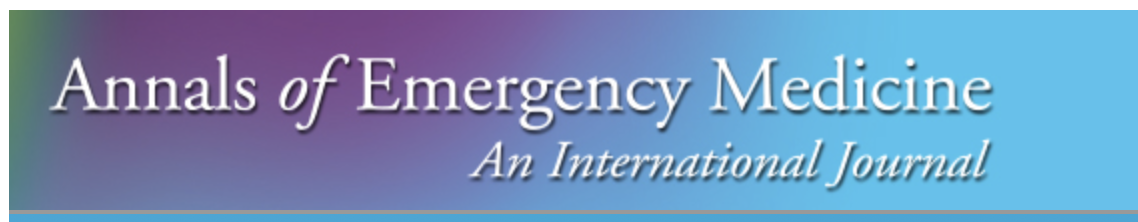 Annals of Emergency Medicine
An International Journal